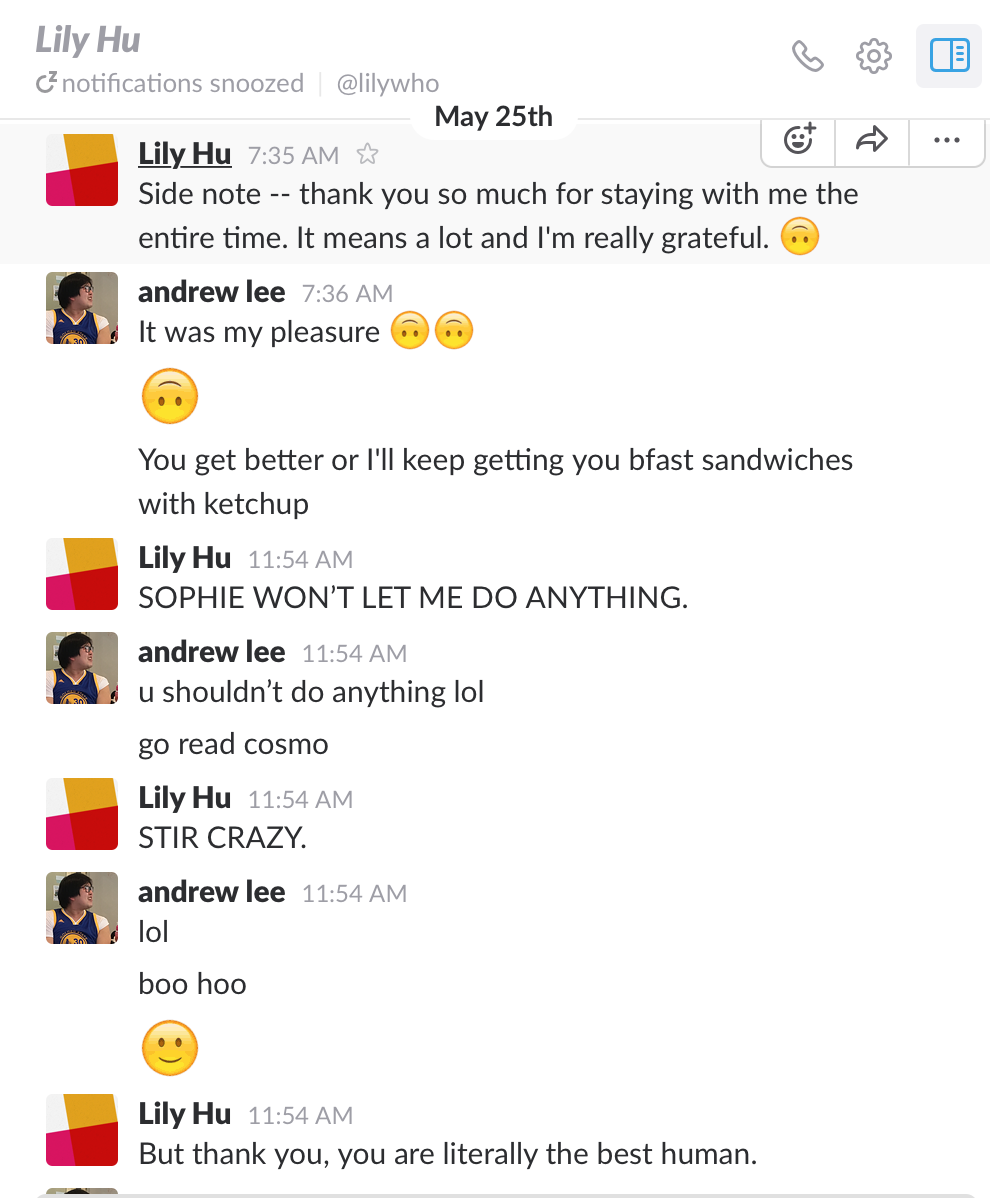 Lily Hu
notifications snoozed
@lilywho
May 25th
Lily Hu 7:35 AM
Side note -- thank you so much for staying with me the
entire time. It means a lot and I'm really grateful. 🙃
andrew lee 7:36 AM
It was my pleasure 🙃🙃
🙃
You get better or I'll keep getting you bfast sandwiches
with ketchup
Lily Hu 11:54 AM
SOPHIE WON’T LET ME DO ANYTHING.
andrew lee 11:54 AM
u shouldn’t do anything lol
go read cosmo
Lily Hu 11:54 AM
STIR CRAZY.
andrew lee 11:54 AM
lol
boo hoo
🙂
Lily Hu 11:54 AM
But thank you, you are literally the best human.